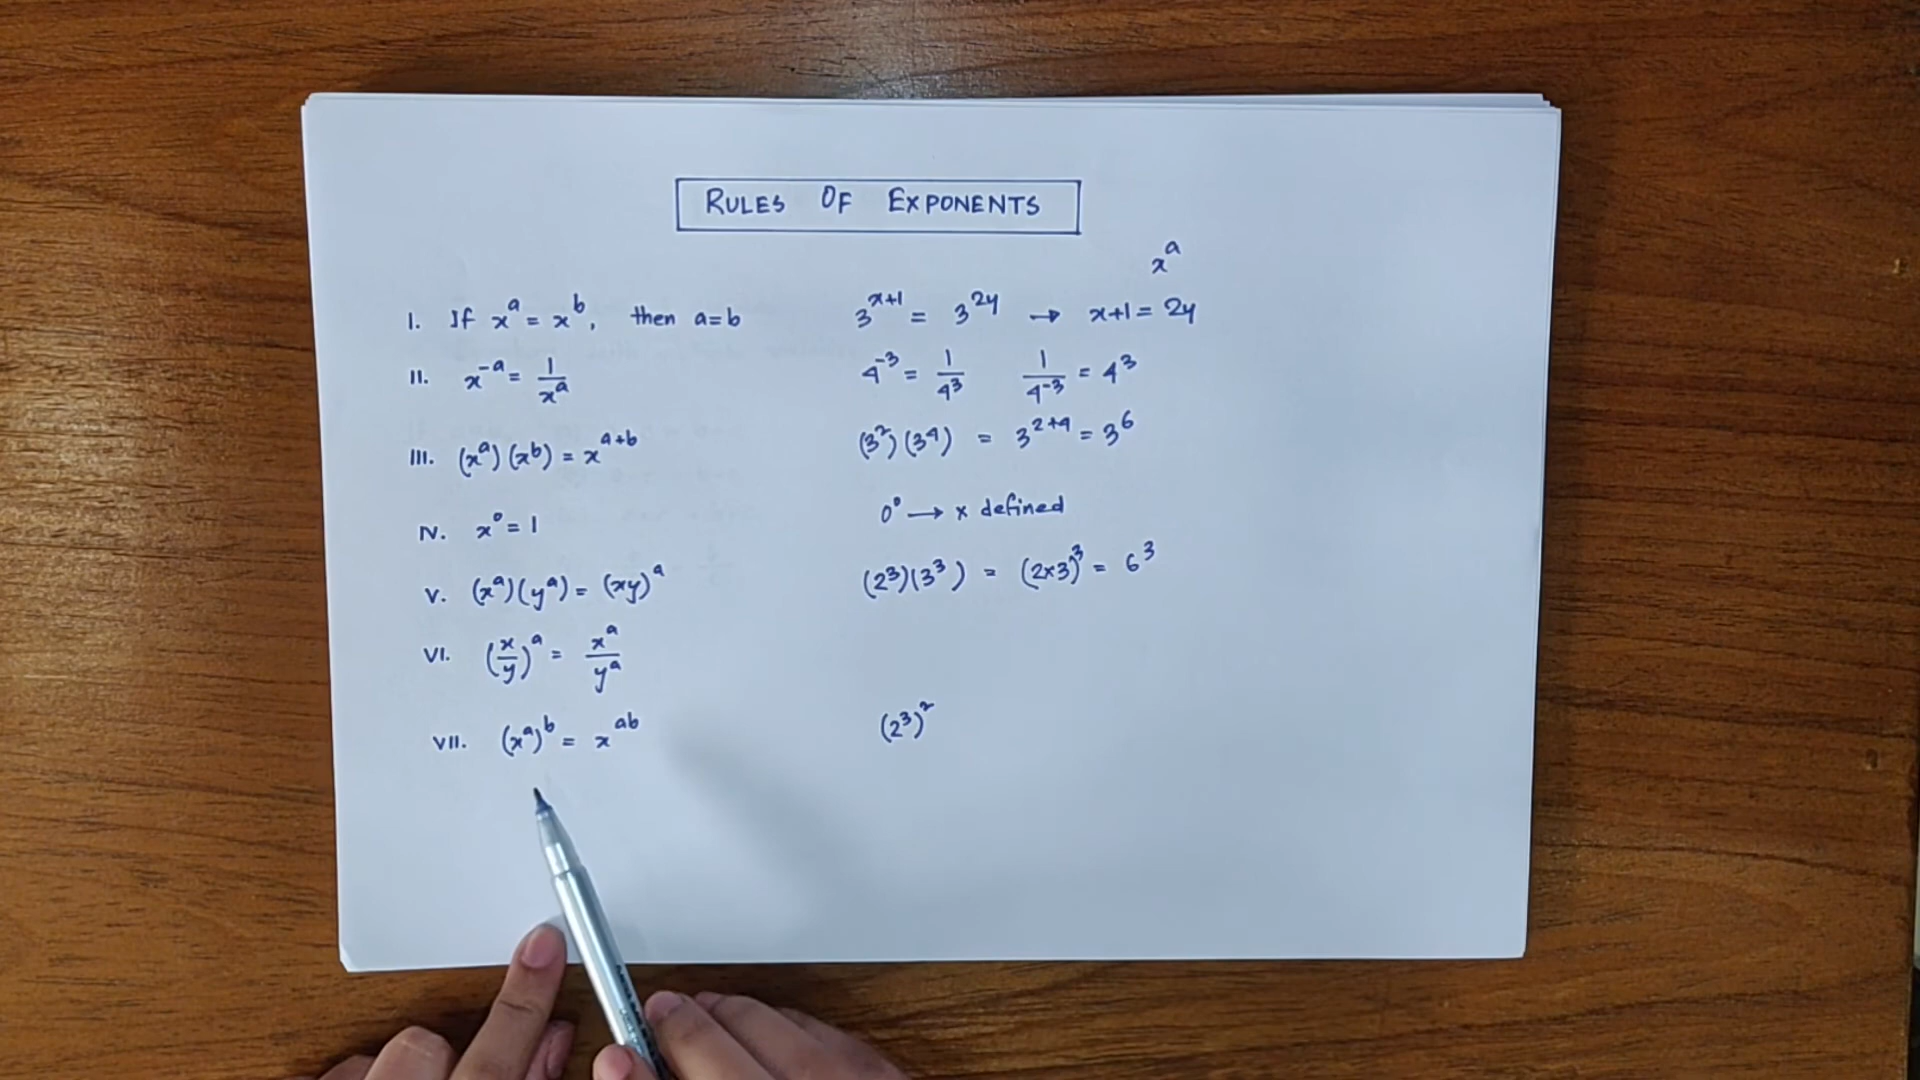 RULES OF EXPONENTS
x^a
I. If x^a = x^b, then a=b 3^{x+1} = 3^{2y} → x+1 = 2y
II. x^{-a} = 1/x^a 4^{-3} = 1/4^3 1/4^{-3} = 4^3
III. (x^a)(x^b) = x^{a+b} (3^2)(3^4) = 3^{2+4} = 3^6
IV. x^0 = 1 0^0 → x defined
V. (x^a)(y^a) = (xy)^a (2^3)(3^3) = (2×3)^3 = 6^3
VI. (x/y)^a = x^a/y^a
VII. (x^a)^b = x^{ab} (2^3)^2